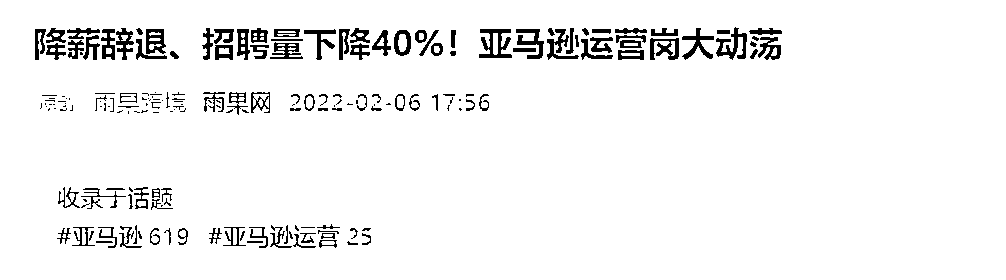 降薪辞退、招聘量下降40%！亚马逊运营岗大动荡
原创 雨果跨境 雨果网 2022-02-06 17:56
收录于话题
#亚马逊 619 #亚马逊运营 25